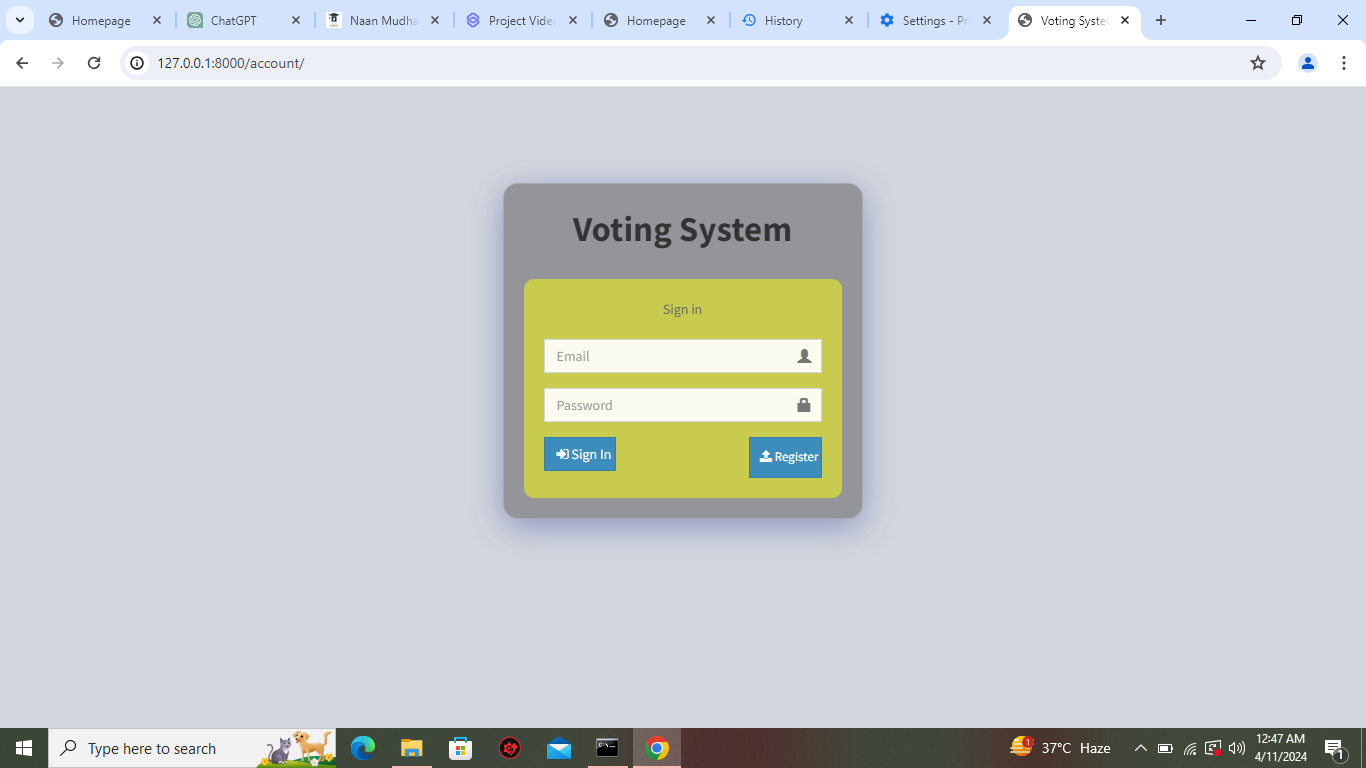 Homepage
ChatGPT
Naan Mudha
Project Video
Homepage
History
Settings - Pri
Voting Syste
127.0.0.1:8000/account/
Voting System
Sign in
Email
Password
Sign In
Register
Type here to search
1
37°C Haze
12:47 AM
4/11/2024
1